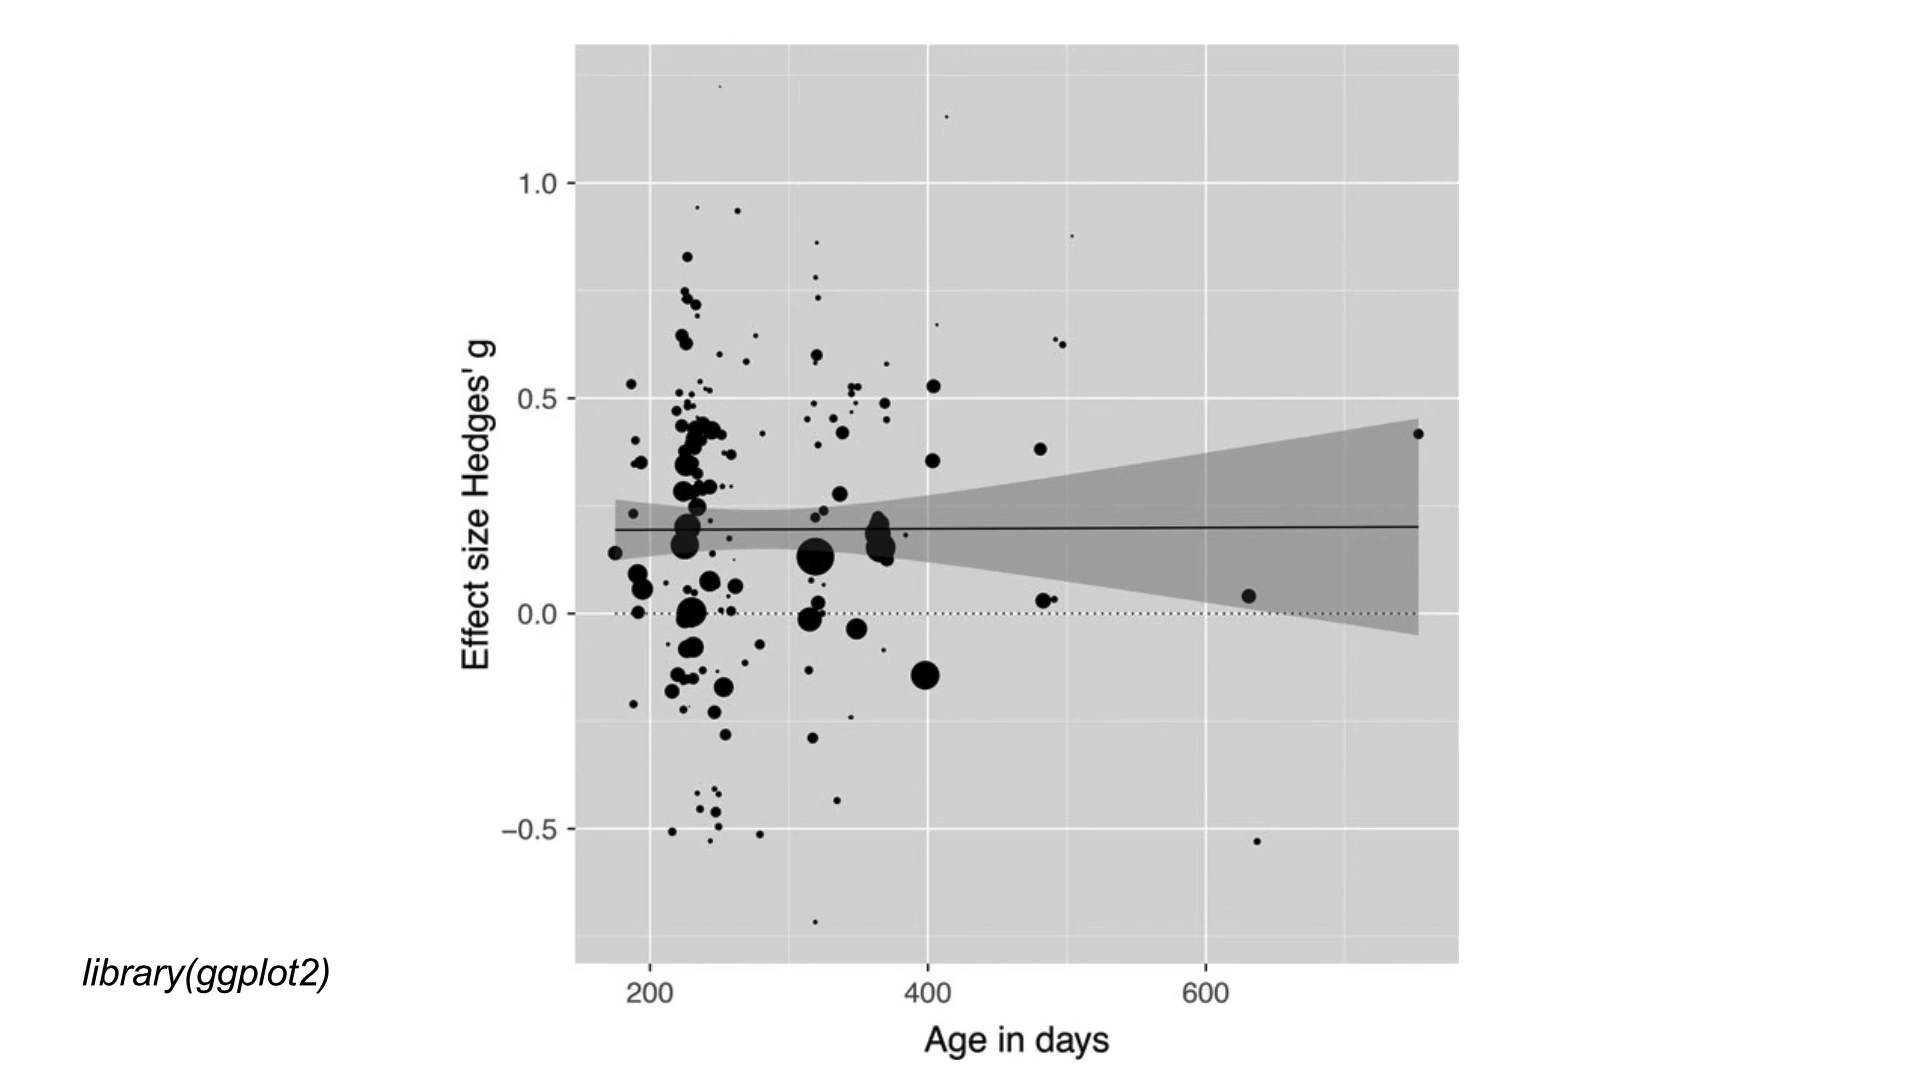 1.0
0.5
0.0
−0.5
Effect size Hedges' g
200 400 600
Age in days
library(ggplot2)